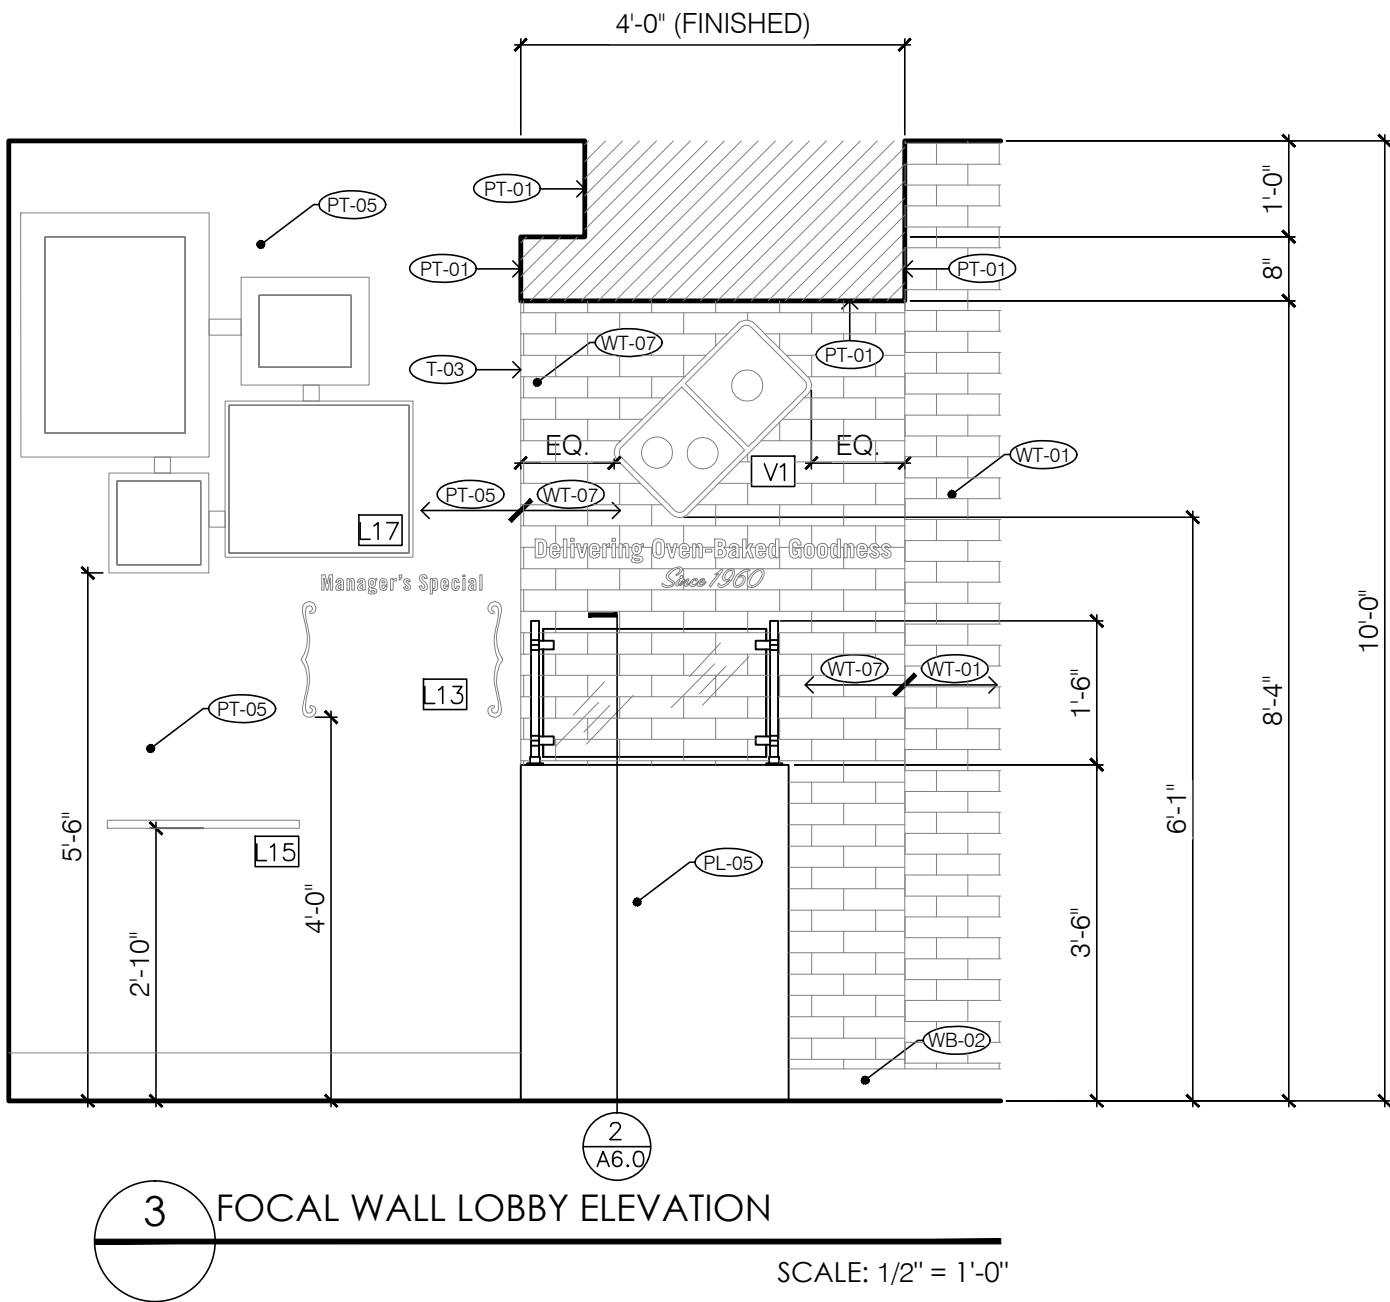 4'-0" (FINISHED)
PT-01
PT-05
1'-0"
PT-01
PT-01
8"
WT-07
PT-01
T-03
EQ.
EQ.
V1
WT-01
PT-05
WT-07
L17
Delivering Oven-Baked Goodness
Since 1960
Manager's Special
10'-0"
WT-07
WT-01
L13
1'-6"
8'-4"
PT-05
6'-1"
5'-6"
L15
PL-05
4'-0"
3'-6"
2'-10"
WB-02
2
A6.0
3
FOCAL WALL LOBBY ELEVATION
SCALE: 1/2" = 1'-0"